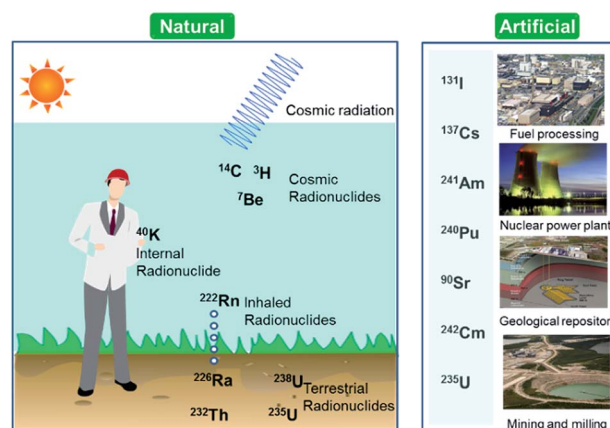 Natural
Cosmic radiation
¹⁴C ³H
⁷Be
Cosmic
Radionuclides
⁴⁰K
Internal
Radionuclide
²²²Rn Inhaled
Radionuclides
²²⁶Ra
²³⁸U
Terrestrial
Radionuclides
²³²Th
²³⁵U
Artificial
¹³¹I
¹³⁷Cs
²⁴¹Am
²⁴⁰Pu
⁹⁰Sr
²⁴²Cm
²³⁵U
Fuel processing
Nuclear power plant
Geological repositor
Mining and milling